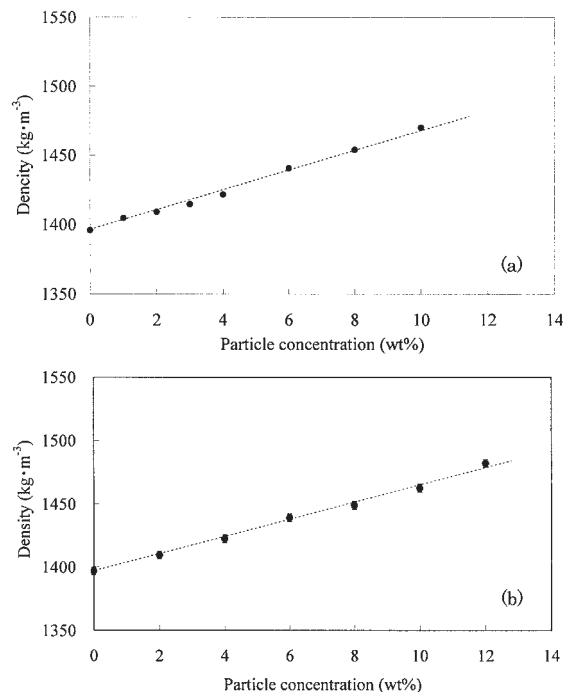 1550
1500
1450
1400
1350
Dencity (kg·m-3)
(a)
0 2 4 6 8 10 12 14
Particle concentration (wt%)
1550
1500
1450
1400
1350
Density (kg·m-3)
(b)
0 2 4 6 8 10 12 14
Particle concentration (wt%)